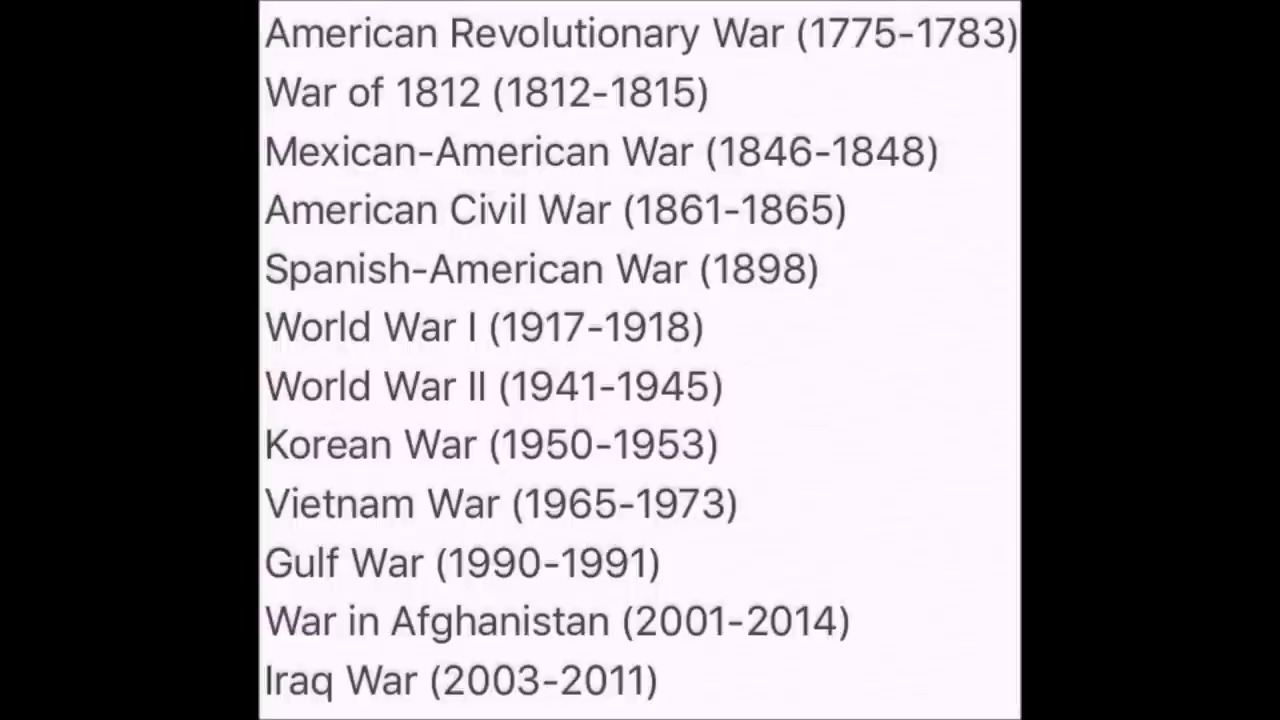 American Revolutionary War (1775-1783)
War of 1812 (1812-1815)
Mexican-American War (1846-1848)
American Civil War (1861-1865)
Spanish-American War (1898)
World War I (1917-1918)
World War II (1941-1945)
Korean War (1950-1953)
Vietnam War (1965-1973)
Gulf War (1990-1991)
War in Afghanistan (2001-2014)
Iraq War (2003-2011)